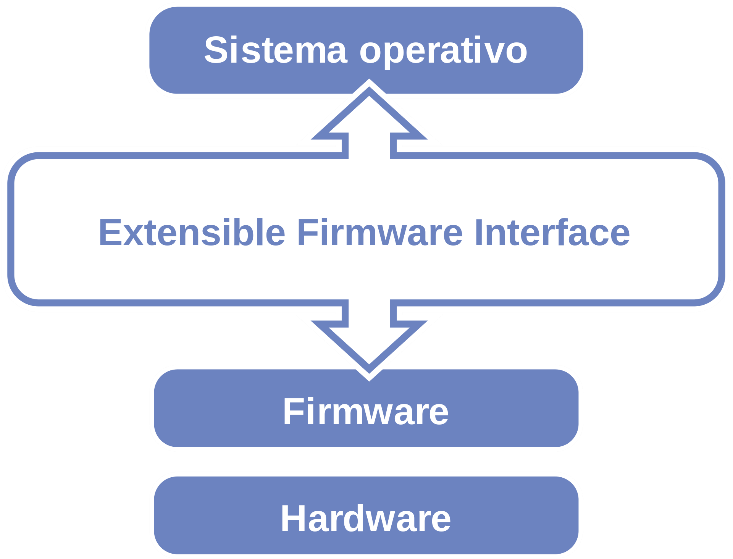 Sistema operativo
Extensible Firmware Interface
Firmware
Hardware